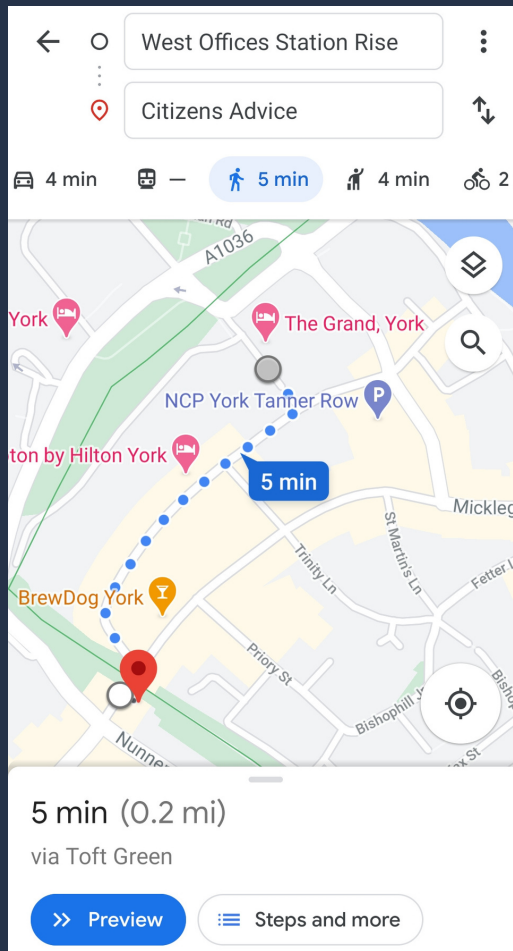 West Offices Station Rise
Citizens Advice
4 min
—
5 min
4 min
2
Rd
A1036
York
The Grand, York
NCP York Tanner Row
P
ton by Hilton York
5 min
Mickleg
Trinity Ln
St Martin's Ln
Fetter
BrewDog York
Priory St
Bishophill
Bishop
St
Nunne
5 min (0.2 mi)
via Toft Green
Preview
Steps and more